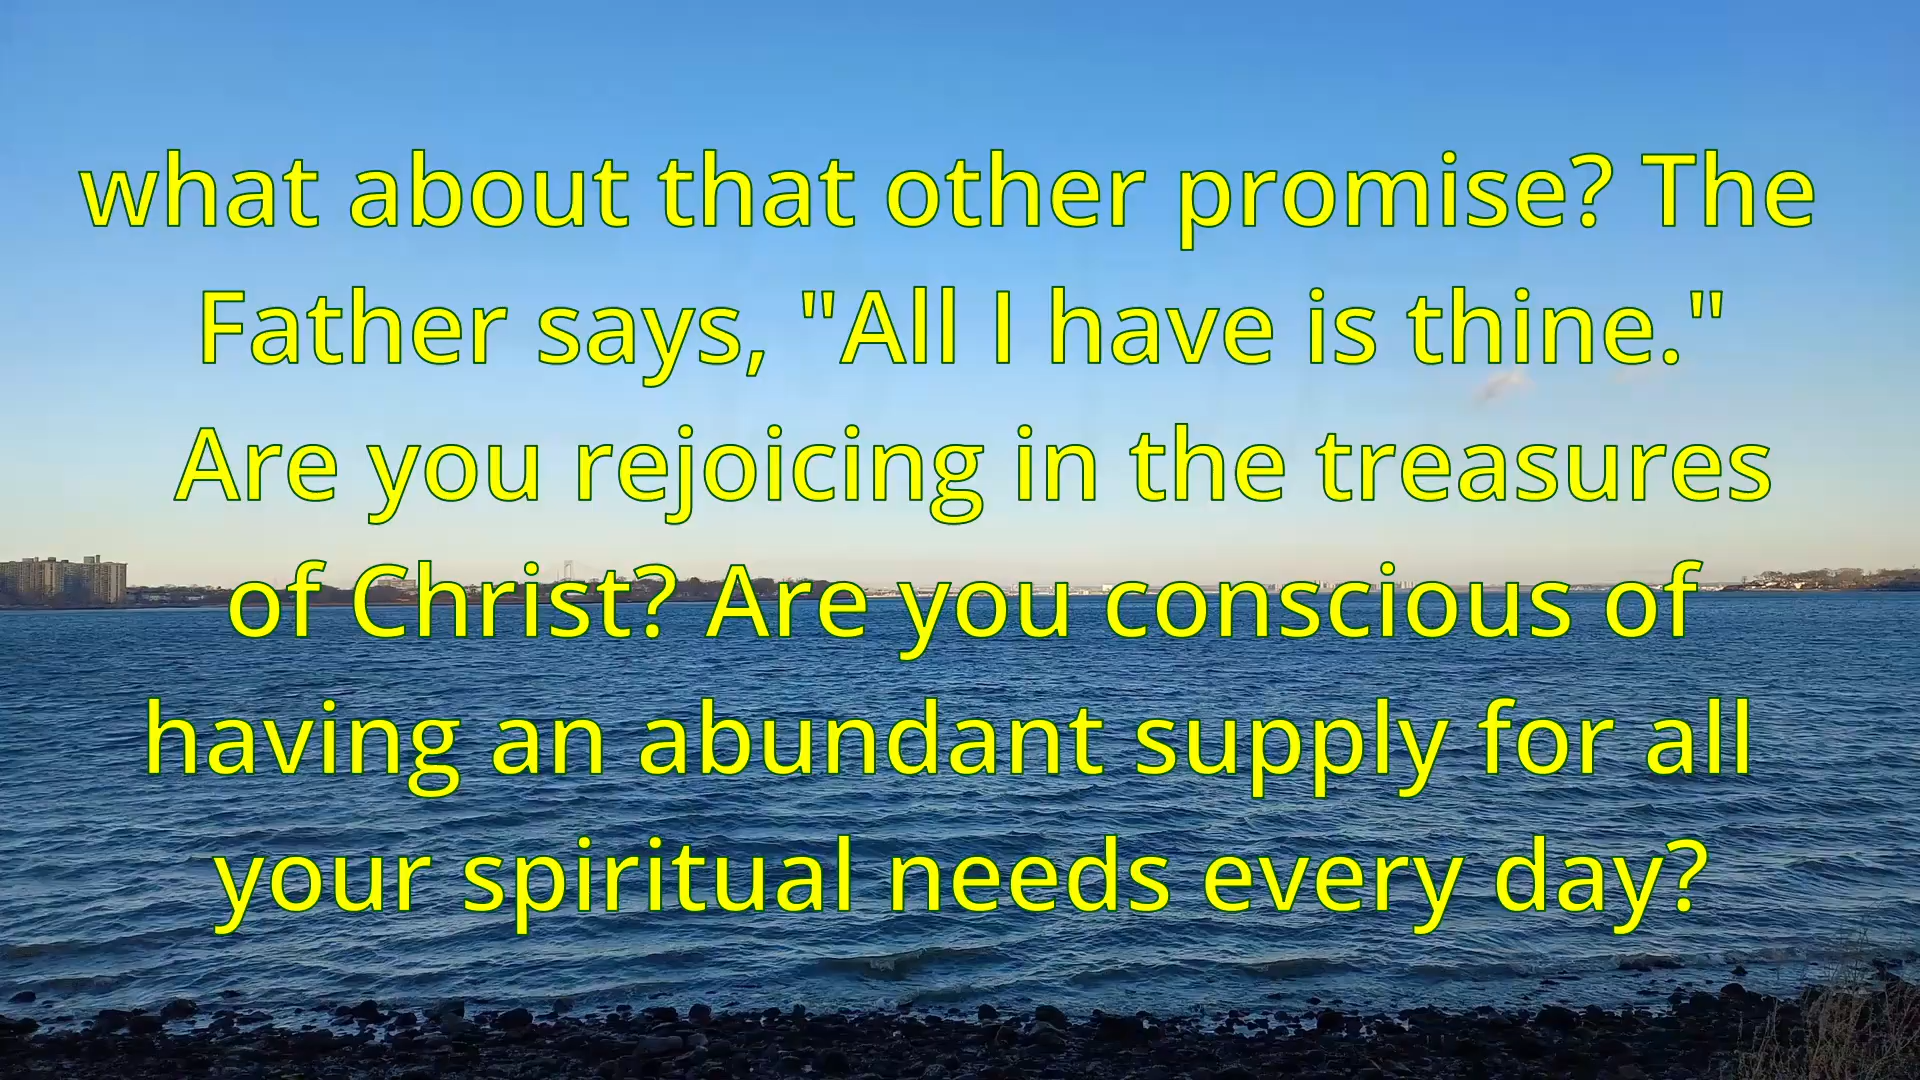 what about that other promise? The
Father says, "All I have is thine."
Are you rejoicing in the treasures
of Christ? Are you conscious of
having an abundant supply for all
your spiritual needs every day?